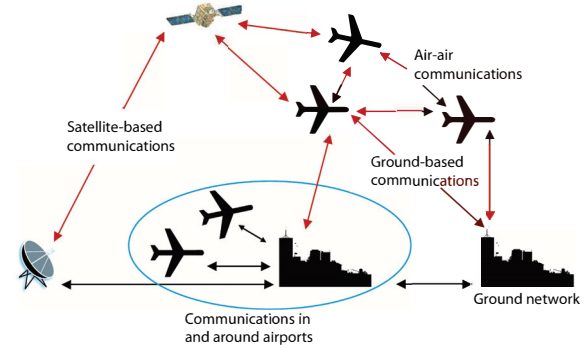 Air-air
communications
Satellite-based
communications
Ground-based
communications
Ground network
Communications in
and around airports